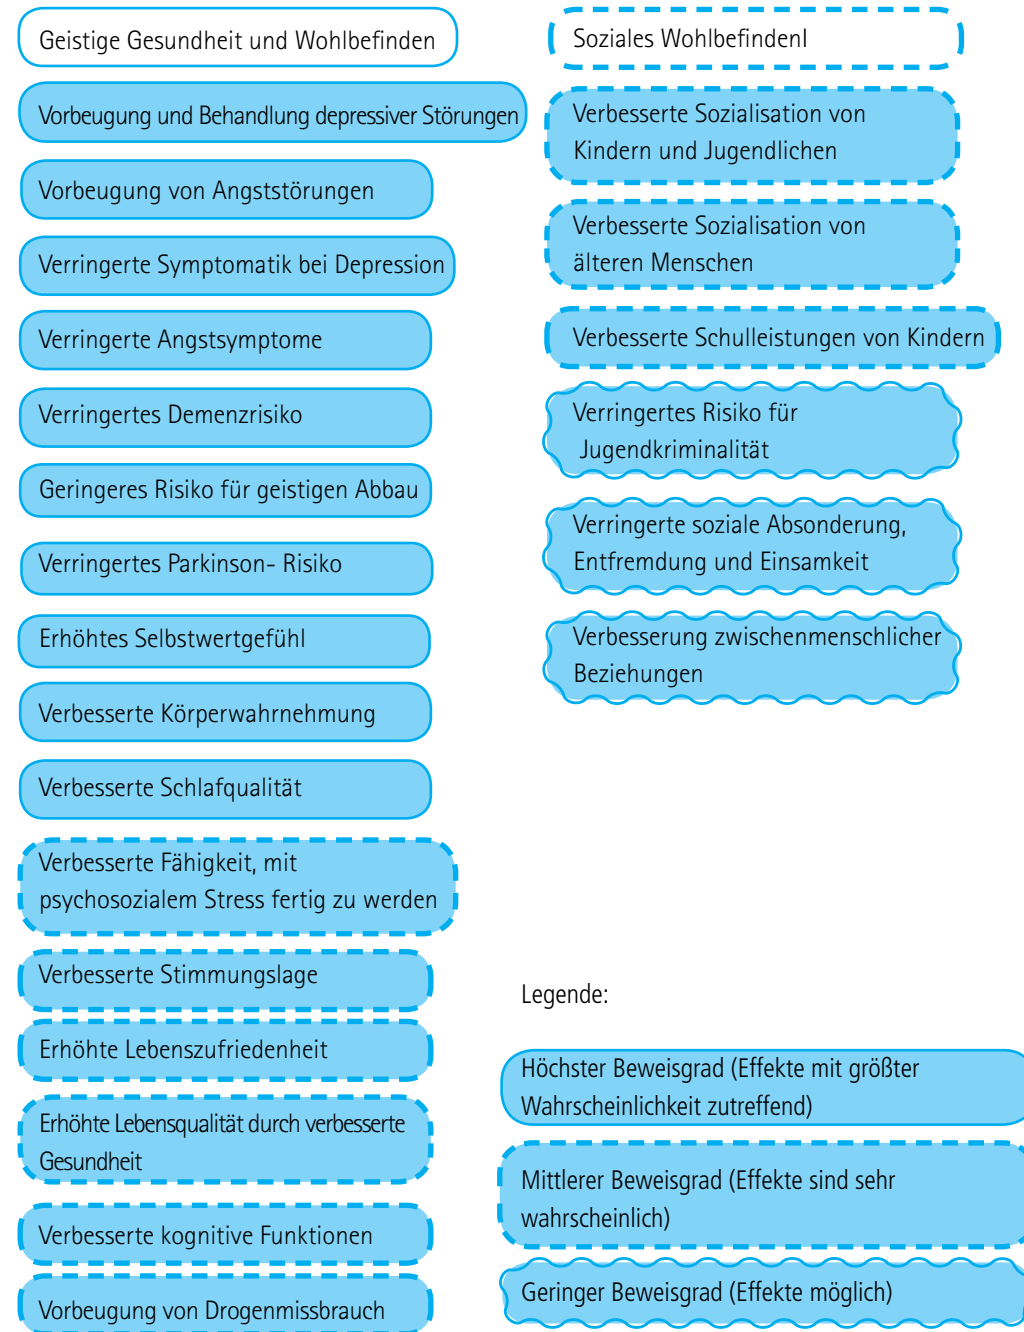 Geistige Gesundheit und Wohlbefinden
Vorbeugung und Behandlung depressiver Störungen
Vorbeugung von Angststörungen
Verringerte Symptomatik bei Depression
Verringerte Angstsymptome
Verringertes Demenzrisiko
Geringeres Risiko für geistigen Abbau
Verringertes Parkinson- Risiko
Erhöhtes Selbstwertgefühl
Verbesserte Körperwahrnehmung
Verbesserte Schlafqualität
Verbesserte Fähigkeit, mit
psychosozialem Stress fertig zu werden
Verbesserte Stimmungslage
Erhöhte Lebenszufriedenheit
Erhöhte Lebensqualität durch verbesserte
Gesundheit
Verbesserte kognitive Funktionen
Vorbeugung von Drogenmissbrauch
Soziales WohlbefindenI
Verbesserte Sozialisation von
Kindern und Jugendlichen
Verbesserte Sozialisation von
älteren Menschen
Verbesserte Schulleistungen von Kindern
Verringertes Risiko für
Jugendkriminalität
Verringerte soziale Absonderung,
Entfremdung und Einsamkeit
Verbesserung zwischenmenschlicher
Beziehungen
Legende:
Höchster Beweisgrad (Effekte mit größter
Wahrscheinlichkeit zutreffend)
Mittlerer Beweisgrad (Effekte sind sehr
wahrscheinlich)
Geringer Beweisgrad (Effekte möglich)